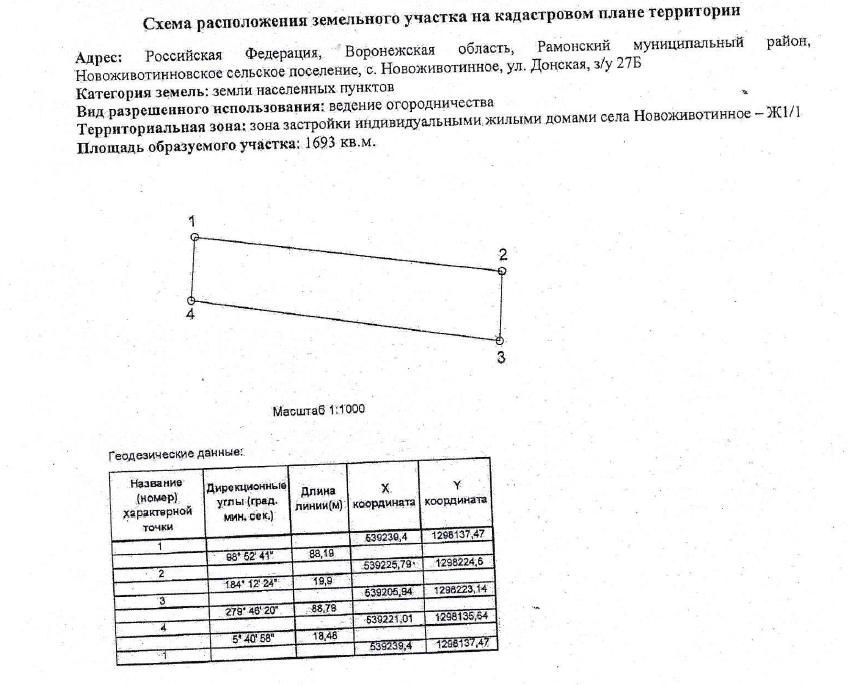 Схема расположения земельного участка на кадастровом плане территории
Адрес: Российская Федерация, Воронежская область, Рамонский муниципальный район,
Новоживотинновское сельское поселение, с. Новоживотинное, ул. Донская, з/у 27Б
Категория земель: земли населенных пунктов
Вид разрешенного использования: ведение огородничества
Территориальная зона: зона застройки индивидуальными жилыми домами села Новоживотинное – Ж1/1
Площадь образуемого участка: 1693 кв.м.
1
2
4
3
Масштаб 1:1000
Геодезические данные:
Название (номер) характерной точки
Дирекционные углы (град. мин. сек.)
Длина линии(м)
X координата
Y координата
1 539239,4 1298137,47
98° 52' 41" 88,19
2 539225,79 1298224,6
184° 12' 24" 19,9
3 539205,94 1298223,14
279° 46' 20" 88,79
4 539221,01 1298135,64
5° 40' 58" 18,48
1 539239,4 1298137,47